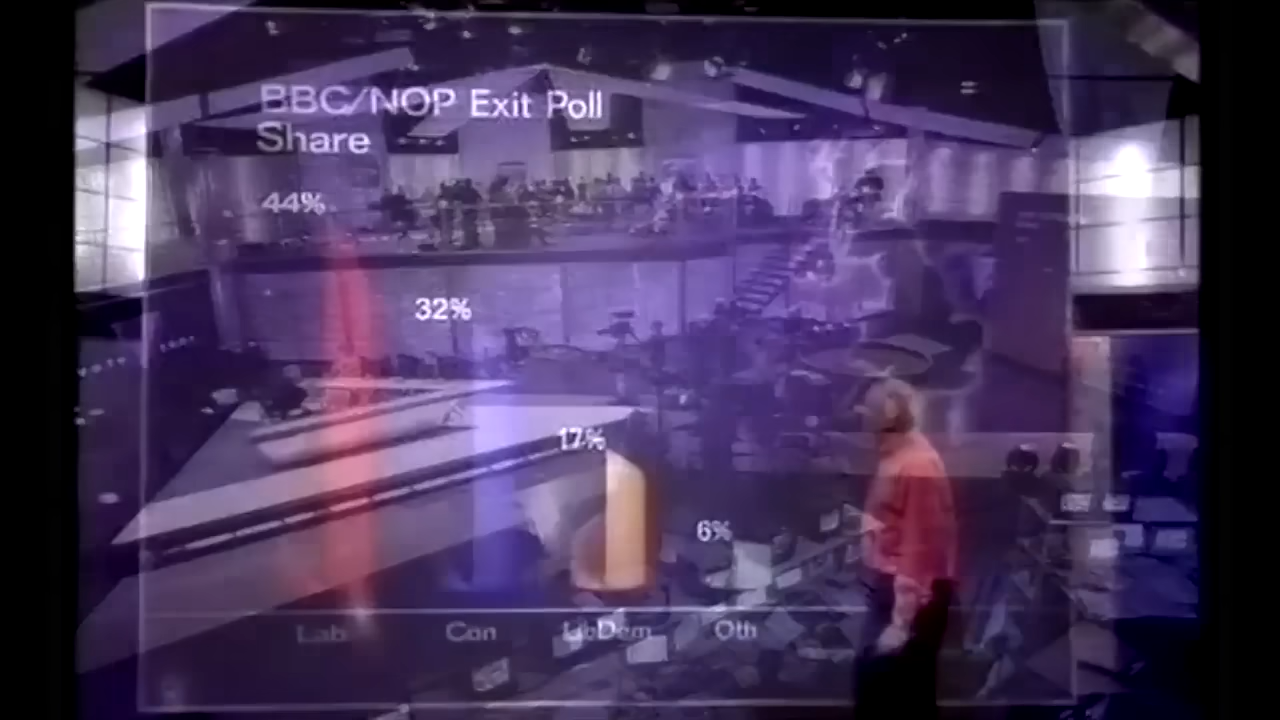 BBC/NOP Exit Poll
Share
44%
32%
17%
6%
Lab Con LibDem Oth